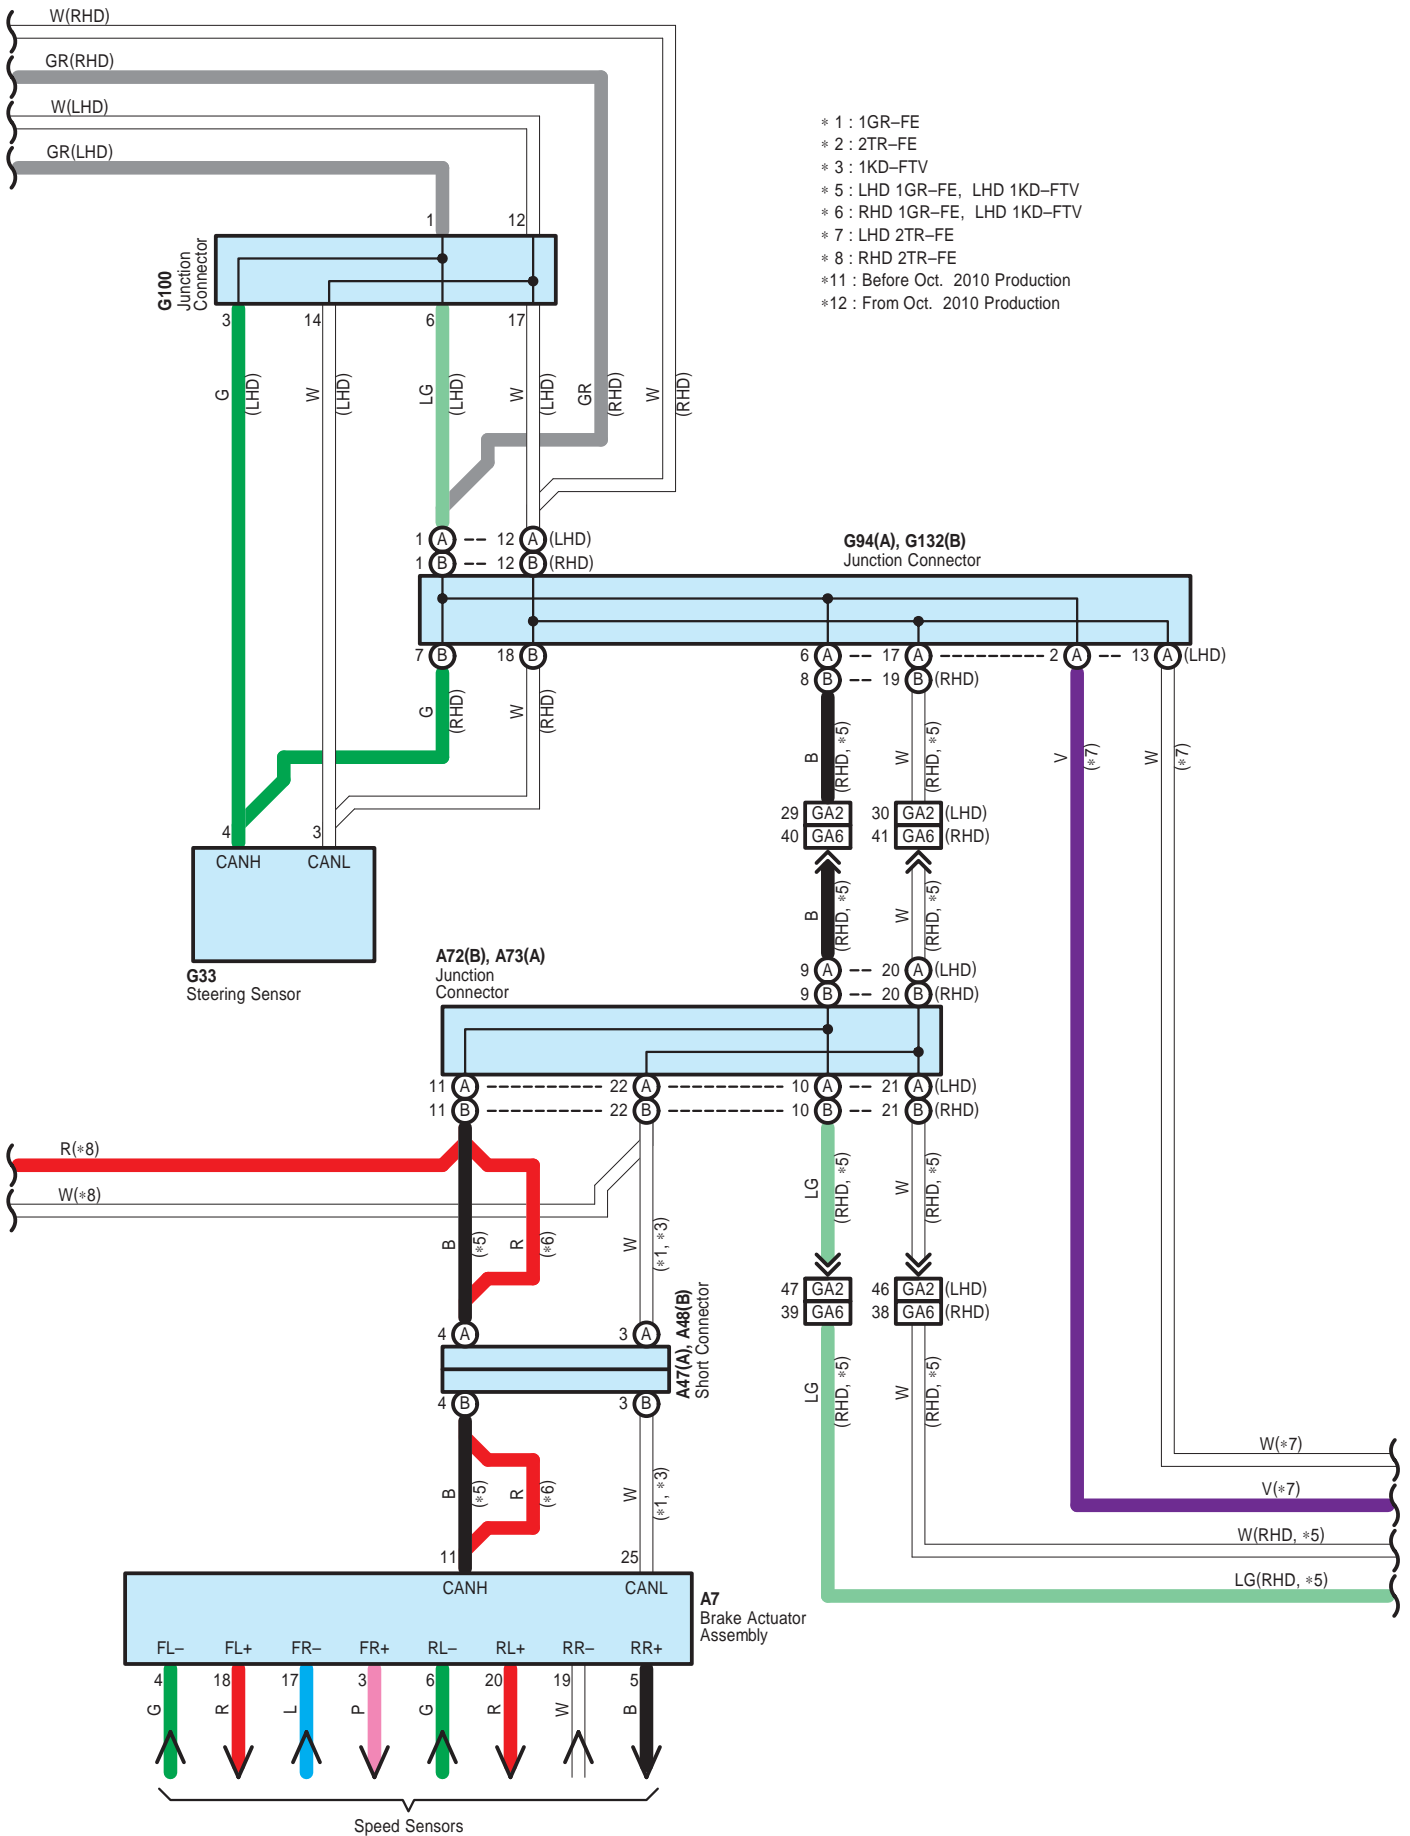 W(RHD)
GR(RHD)
W(LHD)
GR(LHD)
∗ 1 : 1GR–FE
∗ 2 : 2TR–FE
∗ 3 : 1KD–FTV
∗ 5 : LHD 1GR–FE, LHD 1KD–FTV
∗ 6 : RHD 1GR–FE, LHD 1KD–FTV
∗ 7 : LHD 2TR–FE
∗ 8 : RHD 2TR–FE
∗11 : Before Oct. 2010 Production
∗12 : From Oct. 2010 Production
1 12
G100
Junction
Connector
3 14 6 17
G (LHD) W (LHD) LG (LHD) W (LHD) GR (RHD) W (RHD)
1 A 12 A (LHD)
1 B 12 B (RHD)
G94(A), G132(B)
Junction Connector
7 B 18 B 6 A 17 A 2 A 13 A (LHD)
8 B 19 B (RHD)
G (RHD) W (RHD) B (RHD, ∗5) W (RHD, ∗5) V (∗7) W (∗7)
29 GA2 30 GA2 (LHD)
40 GA6 41 GA6 (RHD)
4 3
CANH CANL
G33
Steering Sensor
B (RHD, ∗5) W (RHD, ∗5)
A72(B), A73(A)
Junction
Connector
9 A 20 A (LHD)
9 B 20 B (RHD)
11 A 22 A 10 A 21 A (LHD)
11 B 22 B 10 B 21 B (RHD)
R(∗8)
W(∗8)
B (∗5) R (∗6) W (∗1, ∗3) LG (RHD, ∗5) W (RHD, ∗5)
47 GA2 46 GA2 (LHD)
39 GA6 38 GA6 (RHD)
4 A 3 A
A47(A), A48(B)
Short Connector
4 B 3 B
LG (RHD, ∗5) W (RHD, ∗5)
B (∗5) R (∗6) W (∗1, ∗3)
W(∗7)
V(∗7)
W(RHD, ∗5)
LG(RHD, ∗5)
11 25
CANH CANL
A7
Brake Actuator
Assembly
FL– FL+ FR– FR+ RL– RL+ RR– RR+
4 18 17 3 6 20 19 5
G R L P G R W B
Speed Sensors